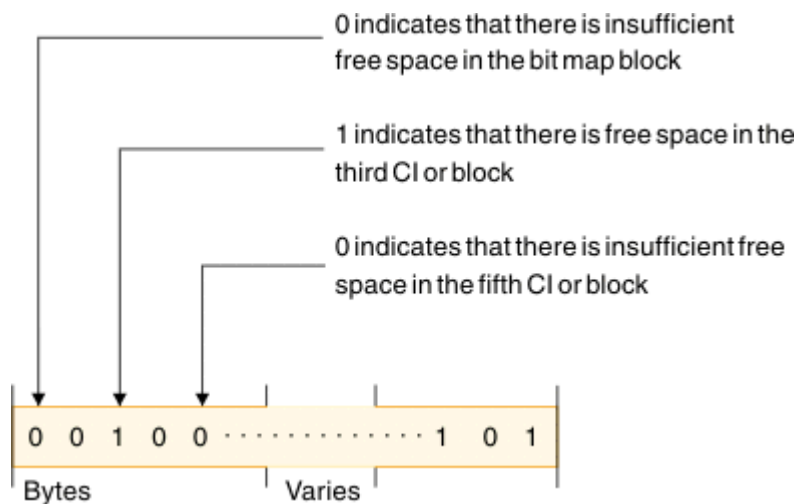 0 indicates that there is insufficient
free space in the bit map block
1 indicates that there is free space in the
third CI or block
0 indicates that there is insufficient free
space in the fifth CI or block
0 0 1 0 0 · · · · · · · · · · · · · · 1 0 1
Bytes Varies